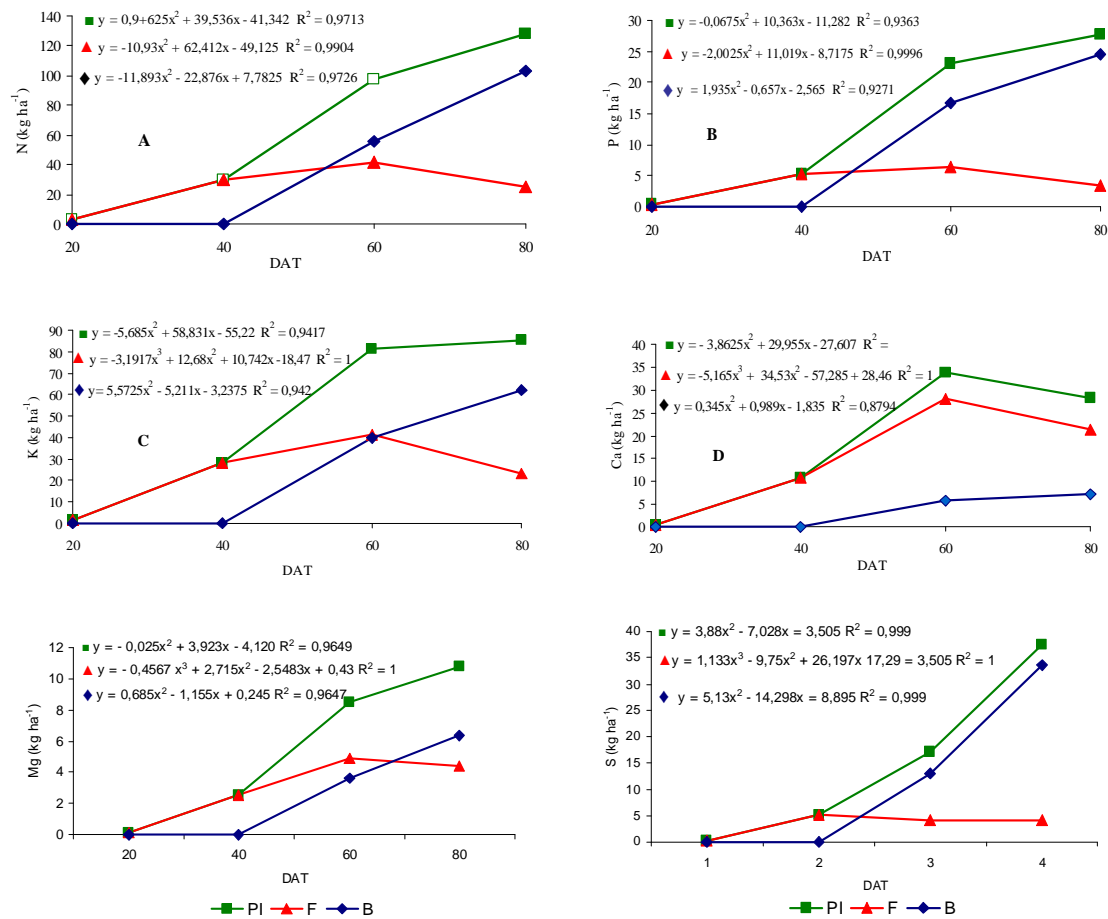 y = 0,9+625x² + 39,536x - 41,342 R² = 0,9713
y = -10,93x² + 62,412x - 49,125 R² = 0,9904
y = -11,893x² - 22,876x + 7,7825 R² = 0,9726
A
N (kg ha⁻¹)
140
120
100
80
60
40
20
0
20 40 60 80
DAT
y = -0,0675x² + 10,363x - 11,282 R² = 0,9363
y = -2,0025x² + 11,019x - 8,7175 R² = 0,9996
y = 1,935x² - 0,657x - 2,565 R² = 0,9271
B
P (kg ha⁻¹)
35
30
25
20
15
10
5
0
20 40 60 80
DAT
y = -5,685x² + 58,831x - 55,22 R² = 0,9417
y = -3,1917x³ + 12,68x² + 10,742x -18,47 R² = 1
y= 5,5725x² - 5,211x - 3,2375 R² = 0,942
C
K (kg ha⁻¹)
90
80
70
60
50
40
30
20
10
0
20 40 60 80
DAT
y = - 3,8625x² + 29,955x - 27,607 R² =
y = -5,165x³ + 34,53x² - 57,285 + 28,46 R² = 1
y = 0,345x² + 0,989x - 1,835 R² = 0,8794
D
Ca (kg ha⁻¹)
40
35
30
25
20
15
10
5
0
20 40 60 80
DAT
y = - 0,025x² + 3,923x - 4,120 R² = 0,9649
y = - 0,4567 x³ + 2,715x² - 2,5483x + 0,43 R² = 1
y = 0,685x² - 1,155x + 0,245 R² = 0,9647
Mg (kg ha⁻¹)
12
10
8
6
4
2
0
20 40 60 80
DAT
PI F B
y = 3,88x² - 7,028x = 3,505 R² = 0,999
y = 1,133x³ - 9,75x² + 26,197x 17,29 = 3,505 R² = 1
y = 5,13x² - 14,298x = 8,895 R² = 0,999
S (kg ha⁻¹)
40
35
30
25
20
15
10
5
0
1 2 3 4
DAT
PI F B